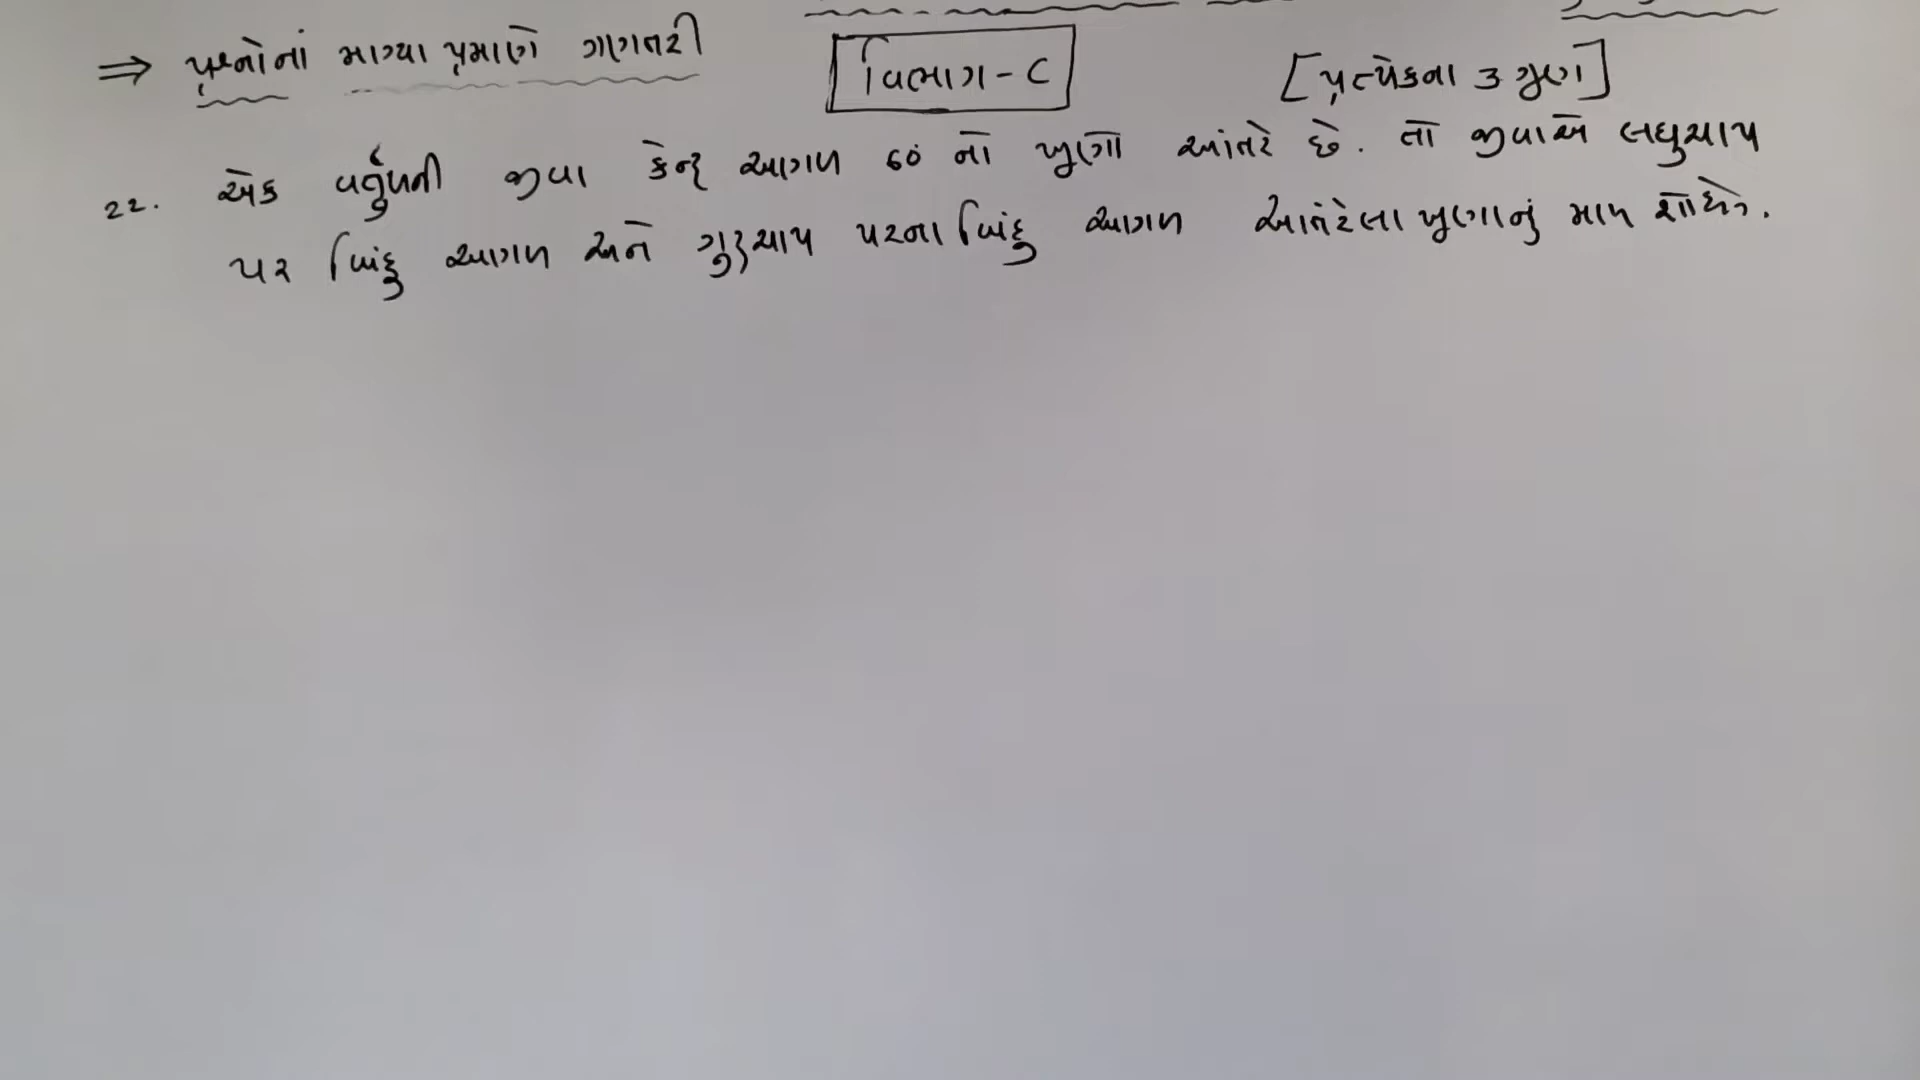 ⇒ પ્રશ્નોનાં માગ્યા પ્રમાણે ગણતરી
વિભાગ - C
[પ્રત્યેકના 3 ગુણ]
22. એક વર્તુળની જીવા કેન્દ્ર આગળ 60° નો ખુણો આંતરે છે. તો જીવાએ લઘુચાપ
પર બિંદુ આગળ અને ગુરૂચાપ પરના બિંદુ આગળ આતંરેલા ખુણાનું માપ શોધો.